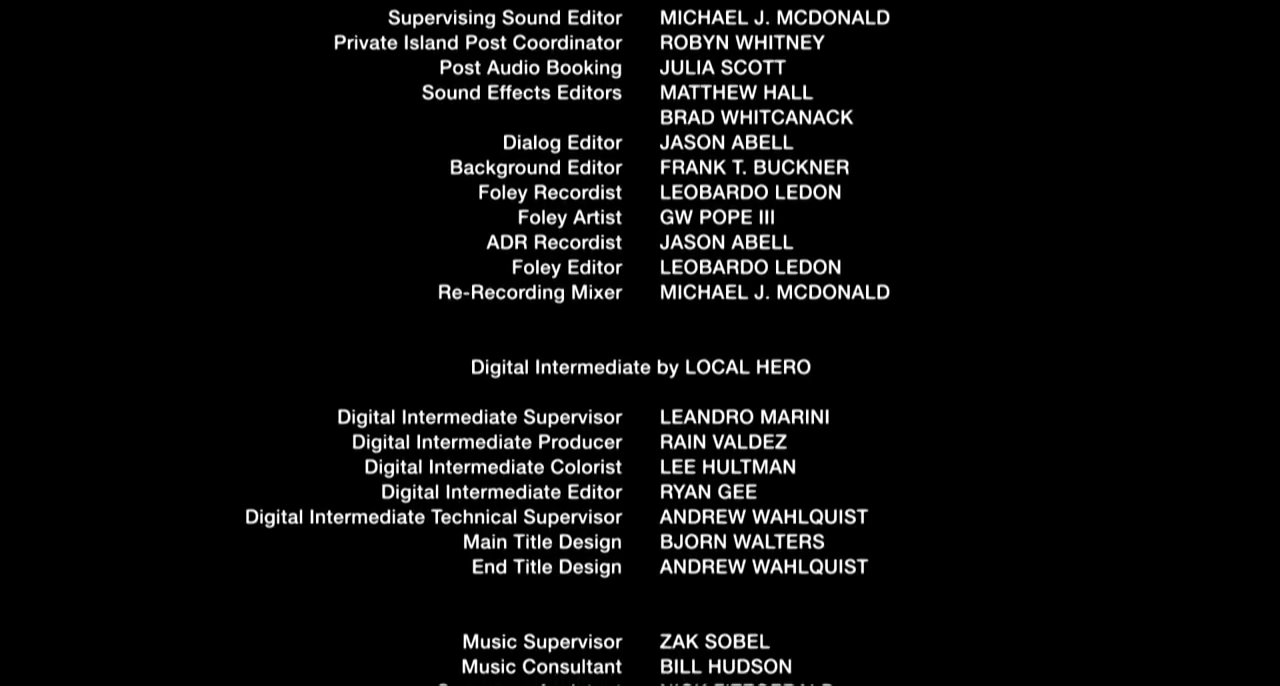 Supervising Sound Editor MICHAEL J. MCDONALD
Private Island Post Coordinator ROBYN WHITNEY
Post Audio Booking JULIA SCOTT
Sound Effects Editors MATTHEW HALL
BRAD WHITCANACK
Dialog Editor JASON ABELL
Background Editor FRANK T. BUCKNER
Foley Recordist LEOBARDO LEDON
Foley Artist GW POPE III
ADR Recordist JASON ABELL
Foley Editor LEOBARDO LEDON
Re-Recording Mixer MICHAEL J. MCDONALD
Digital Intermediate by LOCAL HERO
Digital Intermediate Supervisor LEANDRO MARINI
Digital Intermediate Producer RAIN VALDEZ
Digital Intermediate Colorist LEE HULTMAN
Digital Intermediate Editor RYAN GEE
Digital Intermediate Technical Supervisor ANDREW WAHLQUIST
Main Title Design BJORN WALTERS
End Title Design ANDREW WAHLQUIST
Music Supervisor ZAK SOBEL
Music Consultant BILL HUDSON